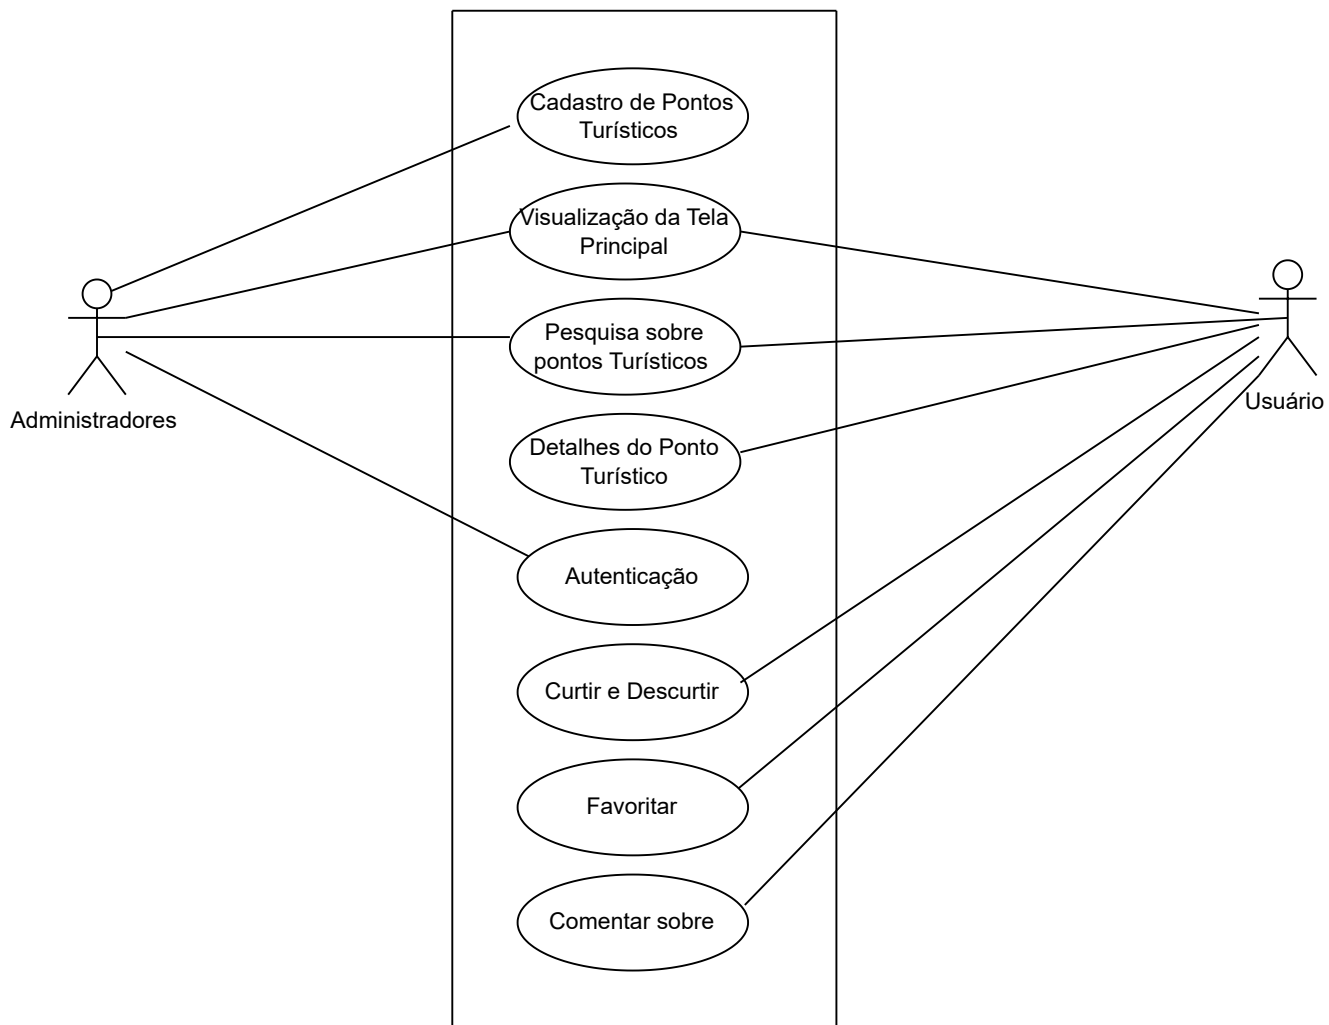 Cadastro de Pontos
Turísticos
Visualização da Tela
Principal
Pesquisa sobre
pontos Turísticos
Detalhes do Ponto
Turístico
Autenticação
Curtir e Descurtir
Favoritar
Comentar sobre
Administradores
Usuário